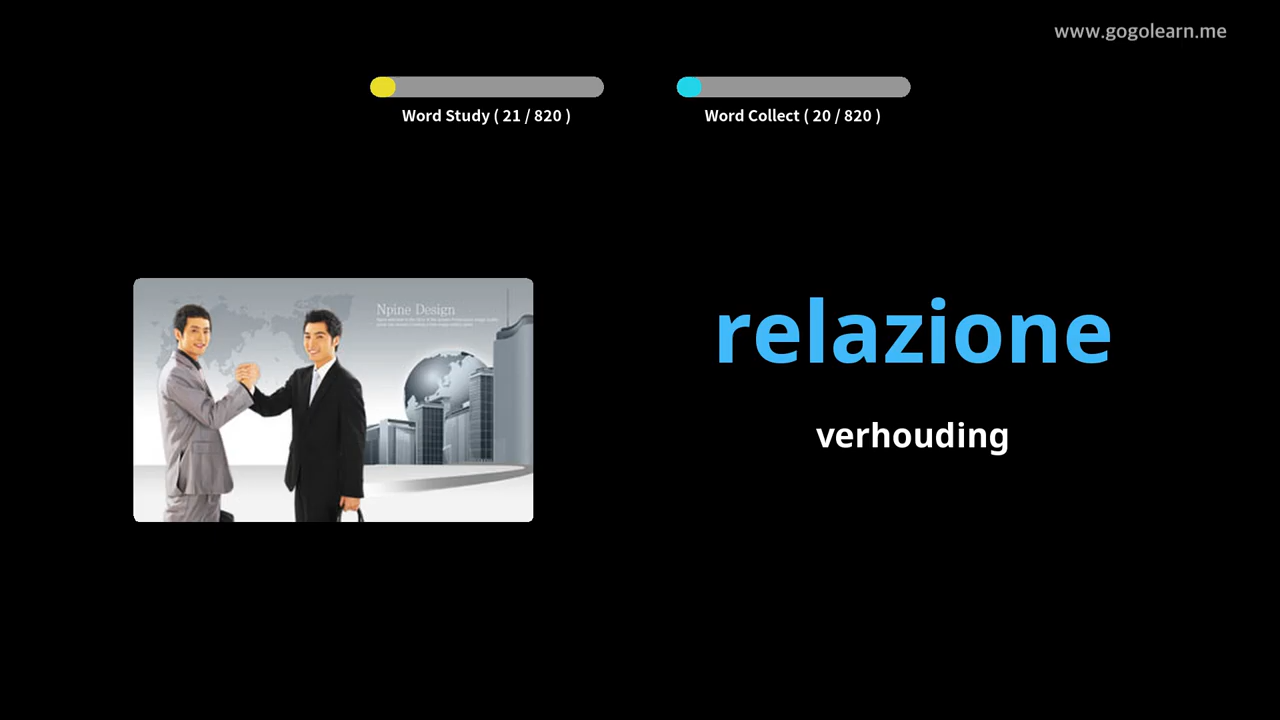 www.gogolearn.me
Word Study ( 21 / 820 )
Word Collect ( 20 / 820 )
Npine Design
relazione
verhouding